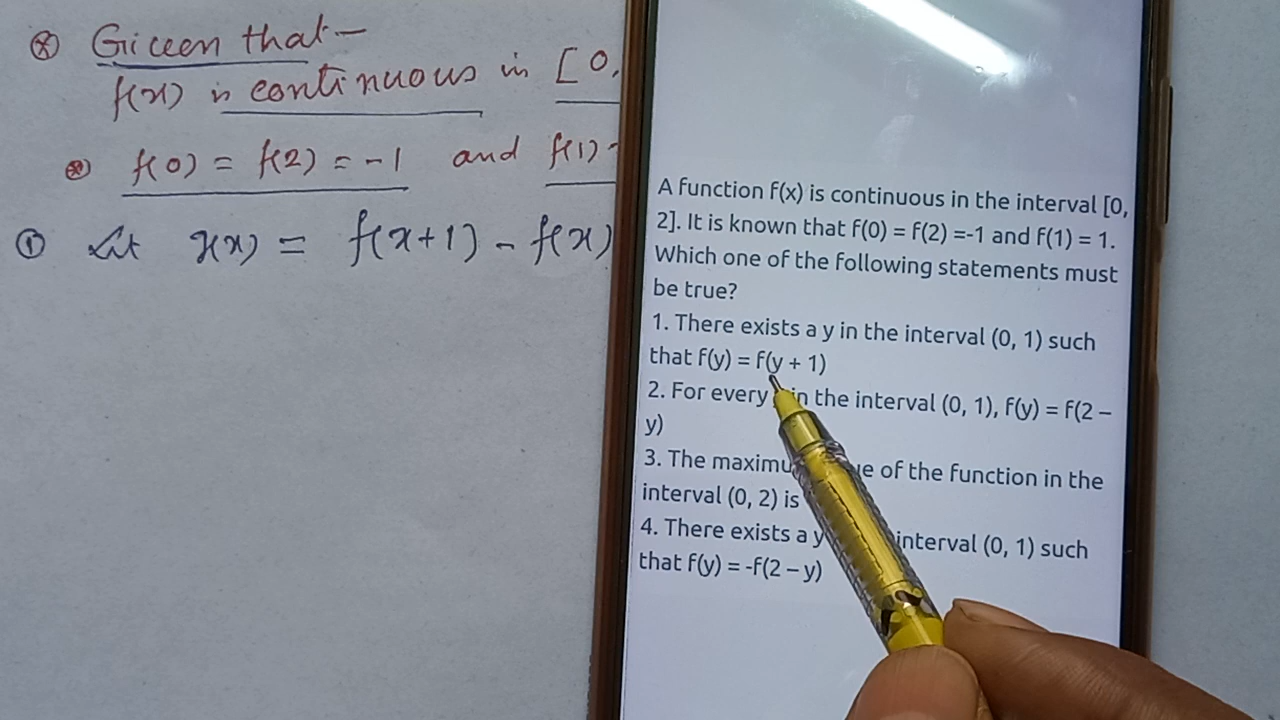 Given that —
f(x) is continuous in [0,
f(0) = f(2) = -1 and f(1)
① Let g(x) = f(x+1) - f(x)
A function f(x) is continuous in the interval [0,
2]. It is known that f(0) = f(2) =-1 and f(1) = 1.
Which one of the following statements must
be true?
1. There exists a y in the interval (0, 1) such
that f(y) = f(y + 1)
2. For every in the interval (0, 1), f(y) = f(2 –
y)
3. The of the function in the
interval (0, 2) is
4. There exists a y interval (0, 1) such
that f(y) = -f(2 – y)